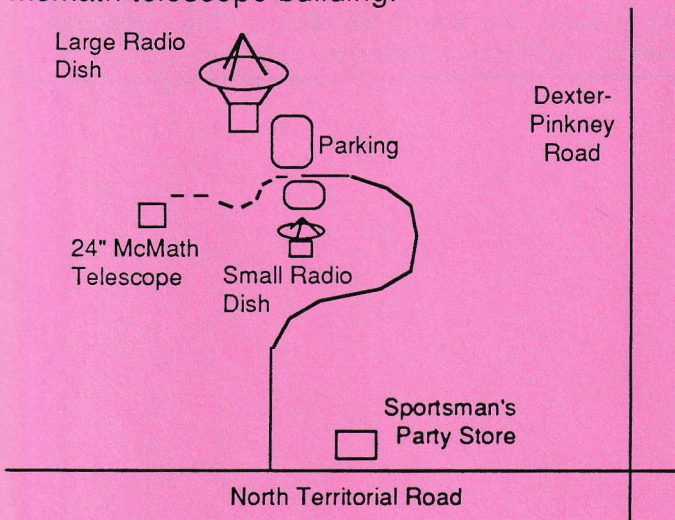 McMath telescope building.
Large Radio
Dish
Dexter-
Pinkney
Road
Parking
24" McMath
Telescope
Small Radio
Dish
Sportsman's
Party Store
North Territorial Road